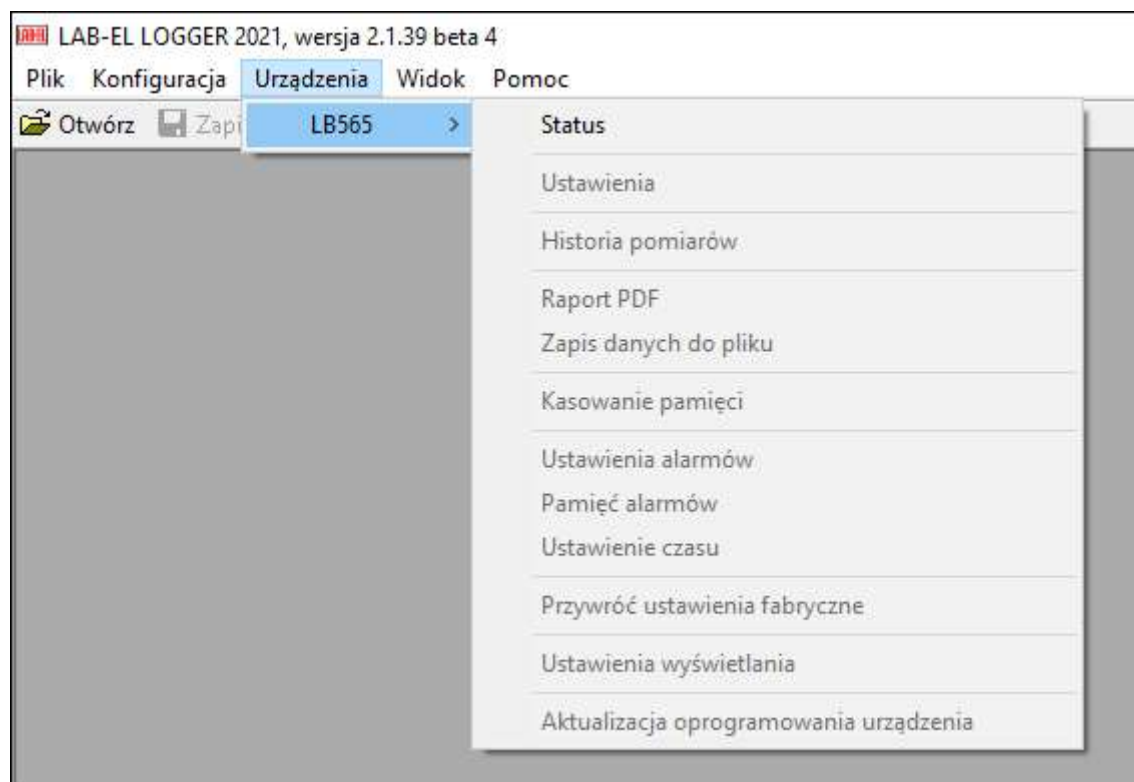 LAB-EL LOGGER 2021, wersja 2.1.39 beta 4
Plik Konfiguracja Urządzenia Widok Pomoc
Otwórz Zapi
LB565 >
Status
Ustawienia
Historia pomiarów
Raport PDF
Zapis danych do pliku
Kasowanie pamięci
Ustawienia alarmów
Pamięć alarmów
Ustawienie czasu
Przywróć ustawienia fabryczne
Ustawienia wyświetlania
Aktualizacja oprogramowania urządzenia